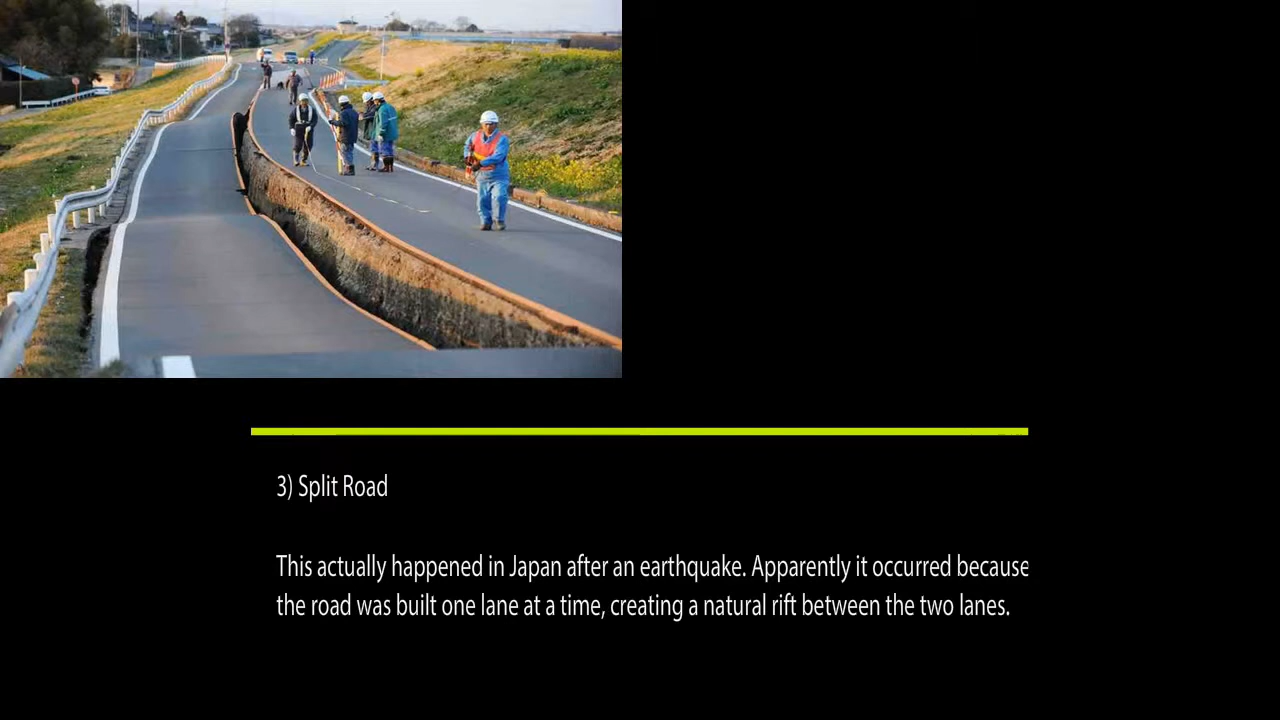 3) Split Road
This actually happened in Japan after an earthquake. Apparently it occurred because
the road was built one lane at a time, creating a natural rift between the two lanes.